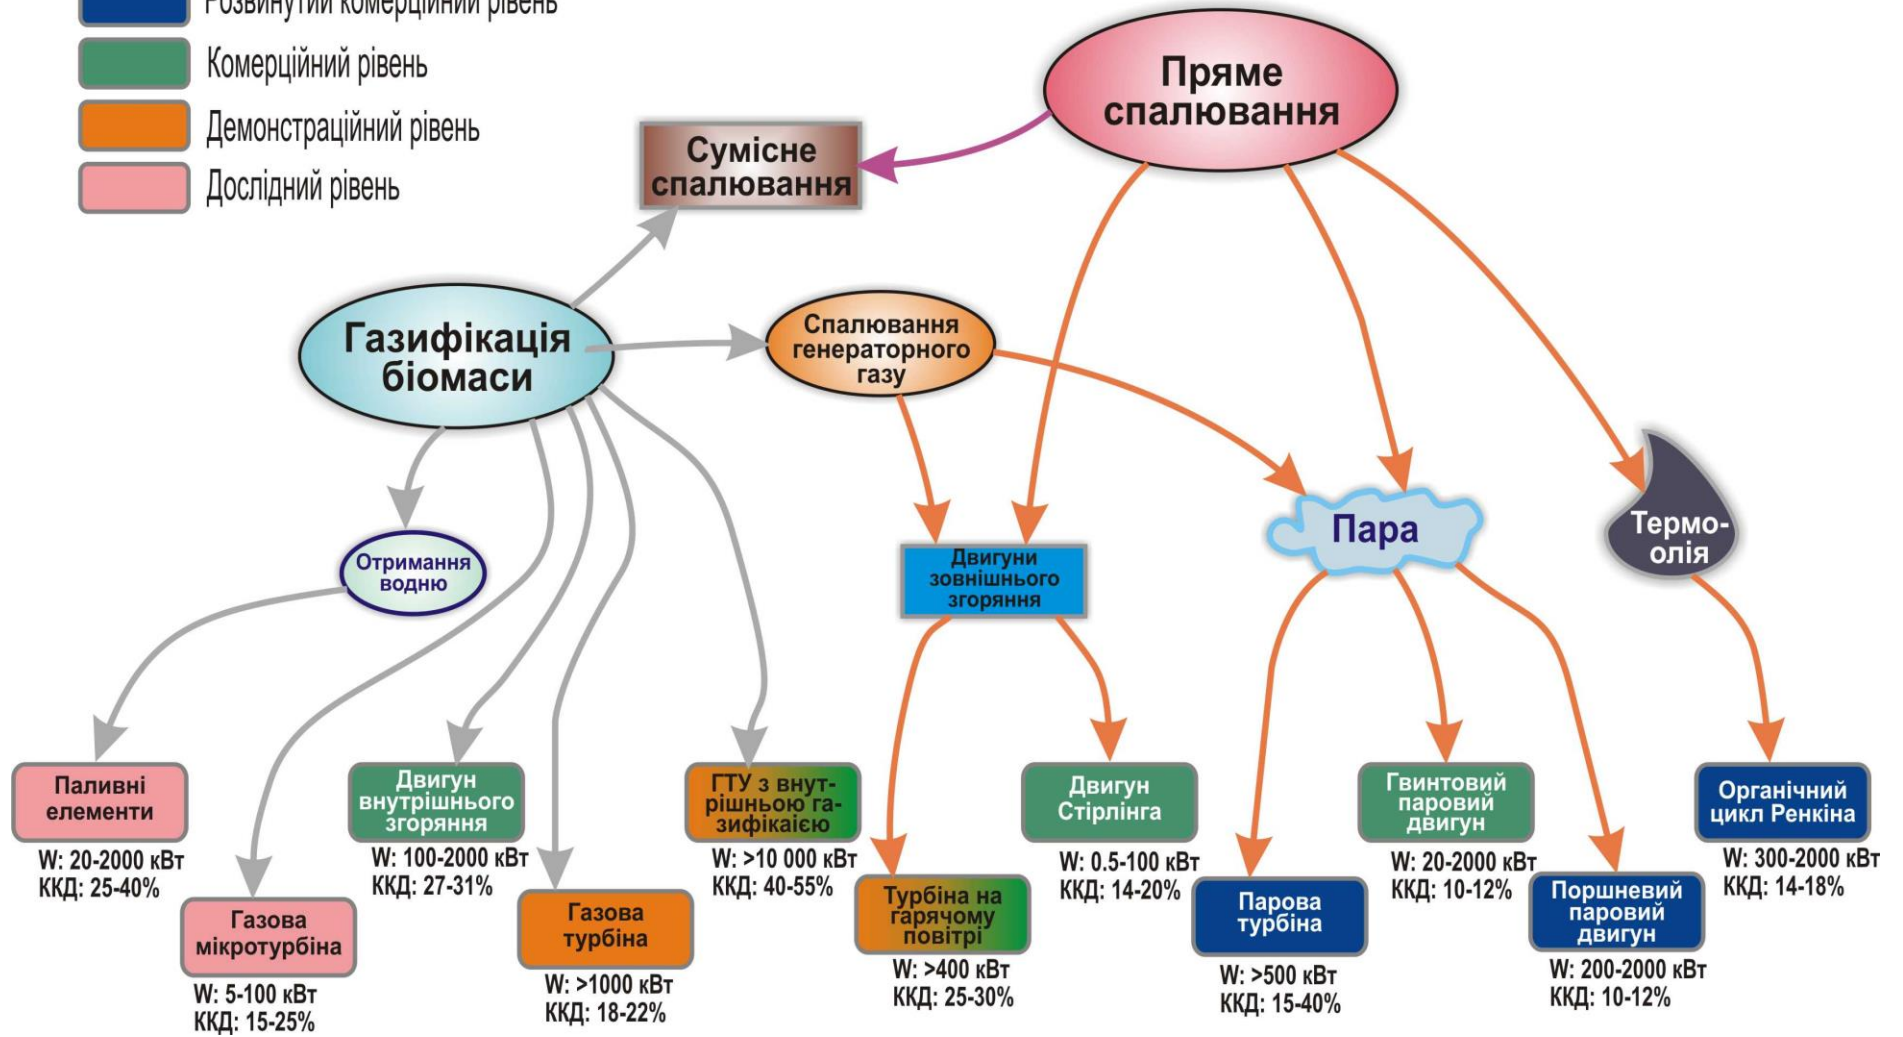 Розвинутий комерційний рівень
Комерційний рівень
Демонстраційний рівень
Дослідний рівень
Пряме
спалювання
Сумісне
спалювання
Газифікація
біомаси
Спалювання
генераторного
газу
Отримання
водню
Двигуни
зовнішнього
згоряння
Пара
Термо-
олія
Паливні
елементи
W: 20-2000 кВт
ККД: 25-40%
Газова
мікротурбіна
W: 5-100 кВт
ККД: 15-25%
Двигун
внутрішнього
згоряння
W: 100-2000 кВт
ККД: 27-31%
Газова
турбіна
W: >1000 кВт
ККД: 18-22%
ГТУ з внут-
рішньою га-
зифікаією
W: >10 000 кВт
ККД: 40-55%
Турбіна на
гарячому
повітрі
W: >400 кВт
ККД: 25-30%
Двигун
Стірлінга
W: 0.5-100 кВт
ККД: 14-20%
Парова
турбіна
W: >500 кВт
ККД: 15-40%
Гвинтовий
паровий
двигун
W: 20-2000 кВт
ККД: 10-12%
Поршневий
паровий
двигун
W: 200-2000 кВт
ККД: 10-12%
Органічний
цикл Ренкіна
W: 300-2000 кВт
ККД: 14-18%